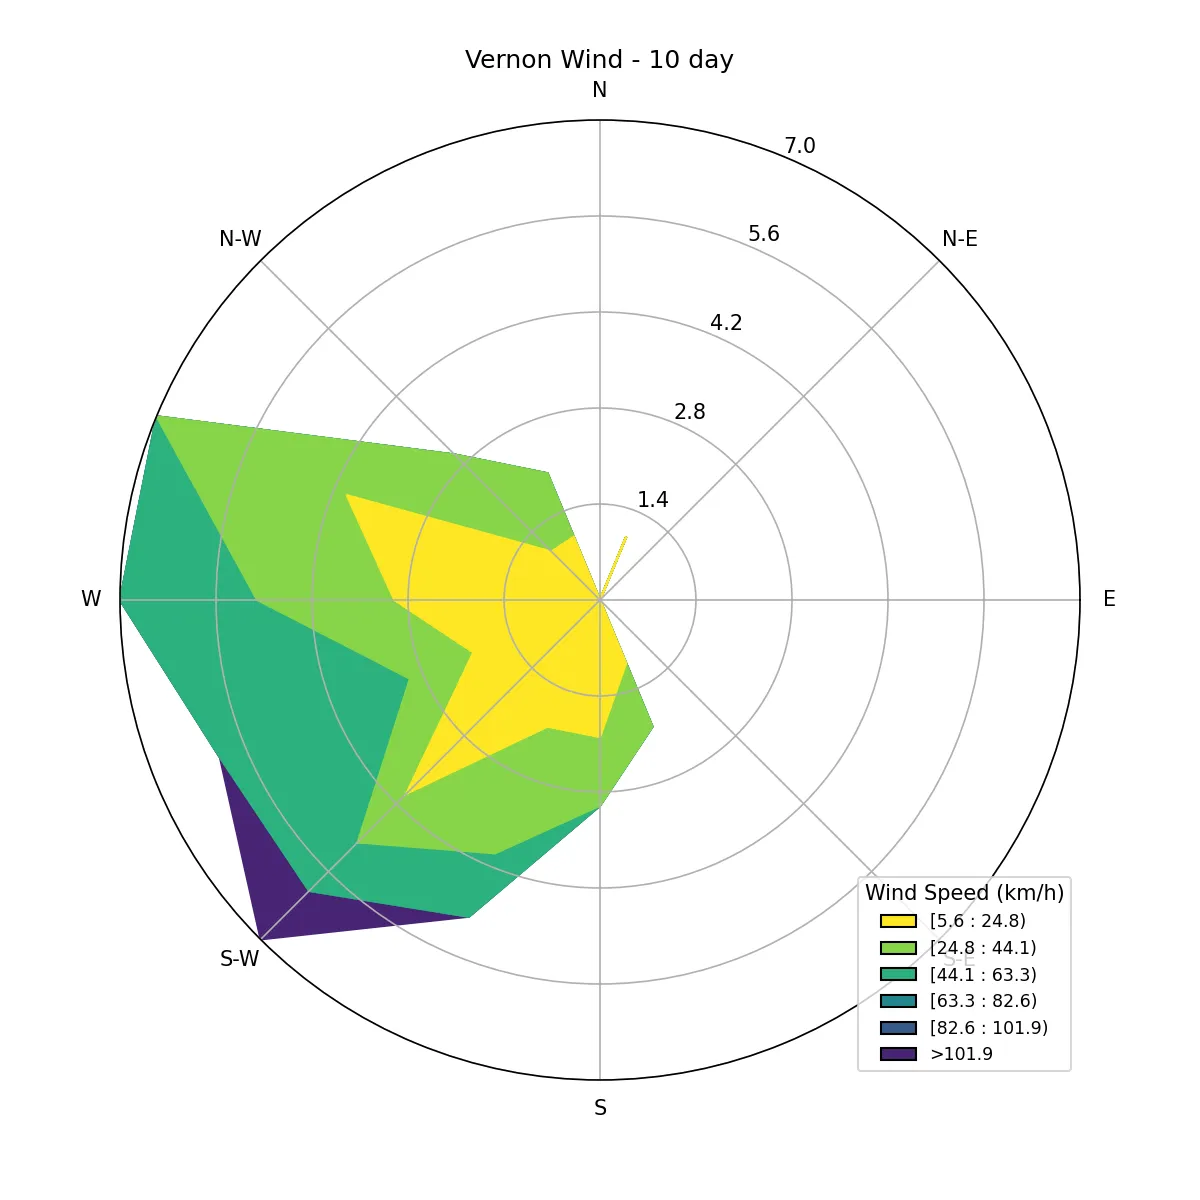 Vernon Wind - 10 day
N
7.0
5.6
N-W
N-E
4.2
2.8
1.4
W
E
Wind Speed (km/h)
[5.6 : 24.8)
[24.8 : 44.1)
S-W
S-E
[44.1 : 63.3)
[63.3 : 82.6)
[82.6 : 101.9)
>101.9
S